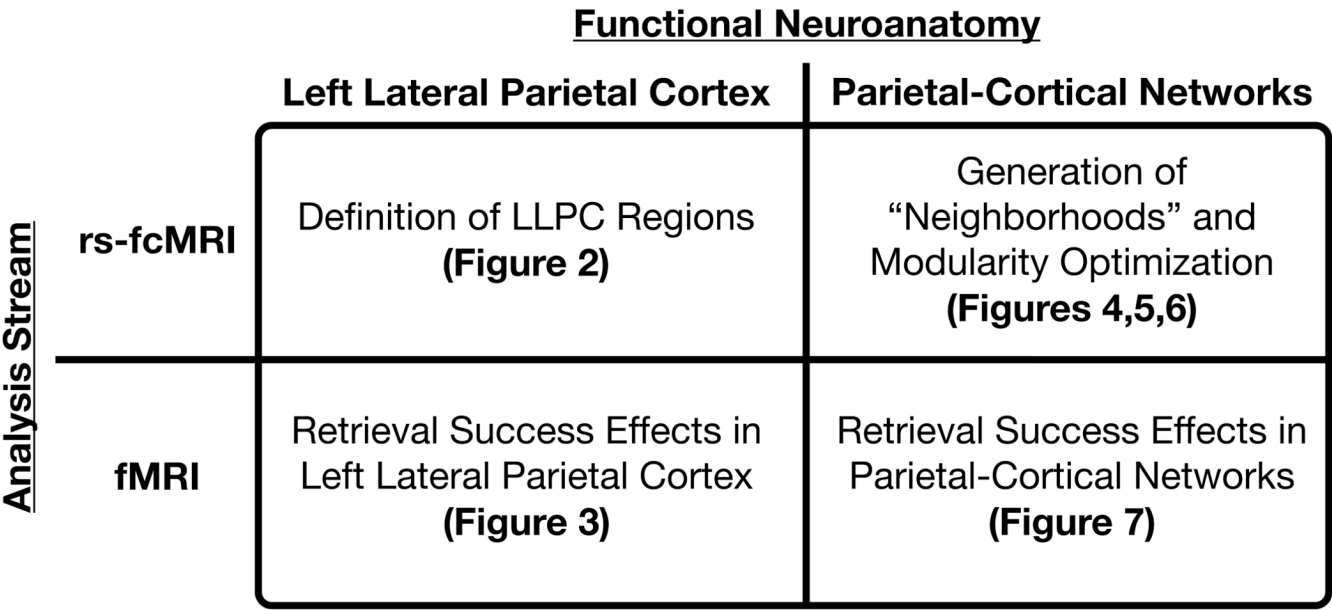 Functional Neuroanatomy
Left Lateral Parietal Cortex
Parietal-Cortical Networks
Analysis Stream
rs-fcMRI
Definition of LLPC Regions
(Figure 2)
Generation of
“Neighborhoods” and
Modularity Optimization
(Figures 4,5,6)
fMRI
Retrieval Success Effects in
Left Lateral Parietal Cortex
(Figure 3)
Retrieval Success Effects in
Parietal-Cortical Networks
(Figure 7)